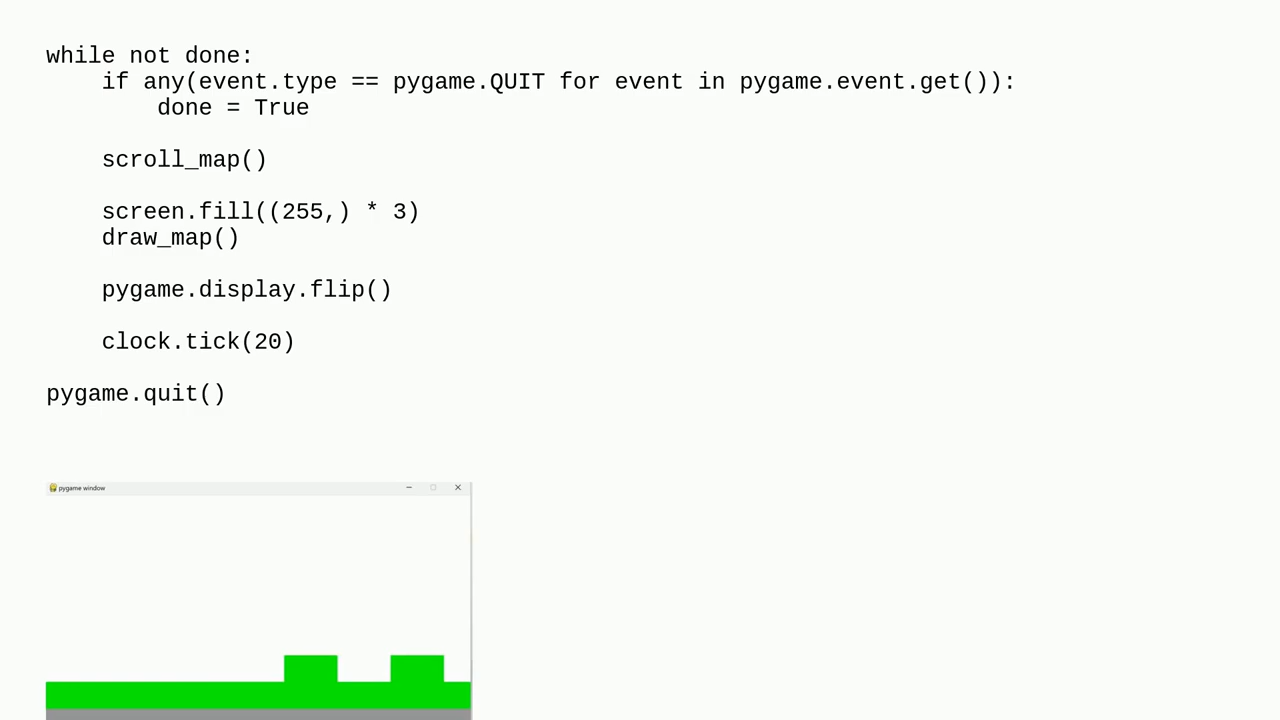 while not done:
    if any(event.type == pygame.QUIT for event in pygame.event.get()):
        done = True
    scroll_map()
    screen.fill((255,) * 3)
    draw_map()
    pygame.display.flip()
    clock.tick(20)
pygame.quit()
pygame window